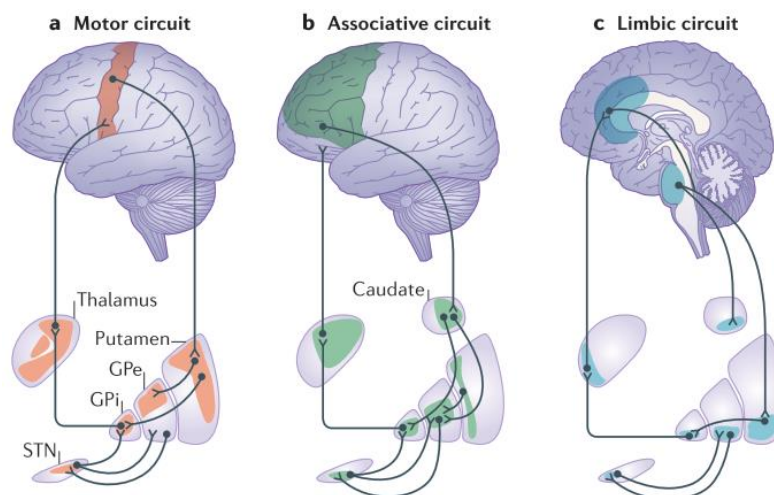 a Motor circuit
b Associative circuit
c Limbic circuit
Thalamus
Putamen
GPe
GPi
STN
Caudate